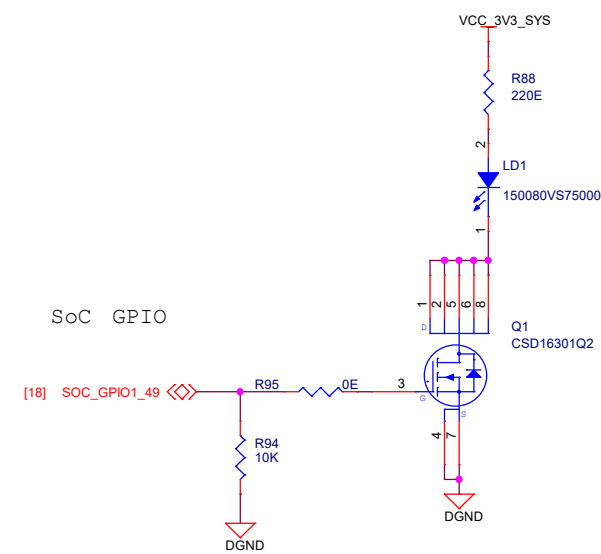 VCC_3V3_SYS
R88
220E
2
LD1
150080VS75000
1
1
2
5
6
8
D
Q1
CSD16301Q2
SoC GPIO
[18] SOC_GPIO1_49
R95
0E
3
G
S
R94
10K
4
7
DGND
DGND